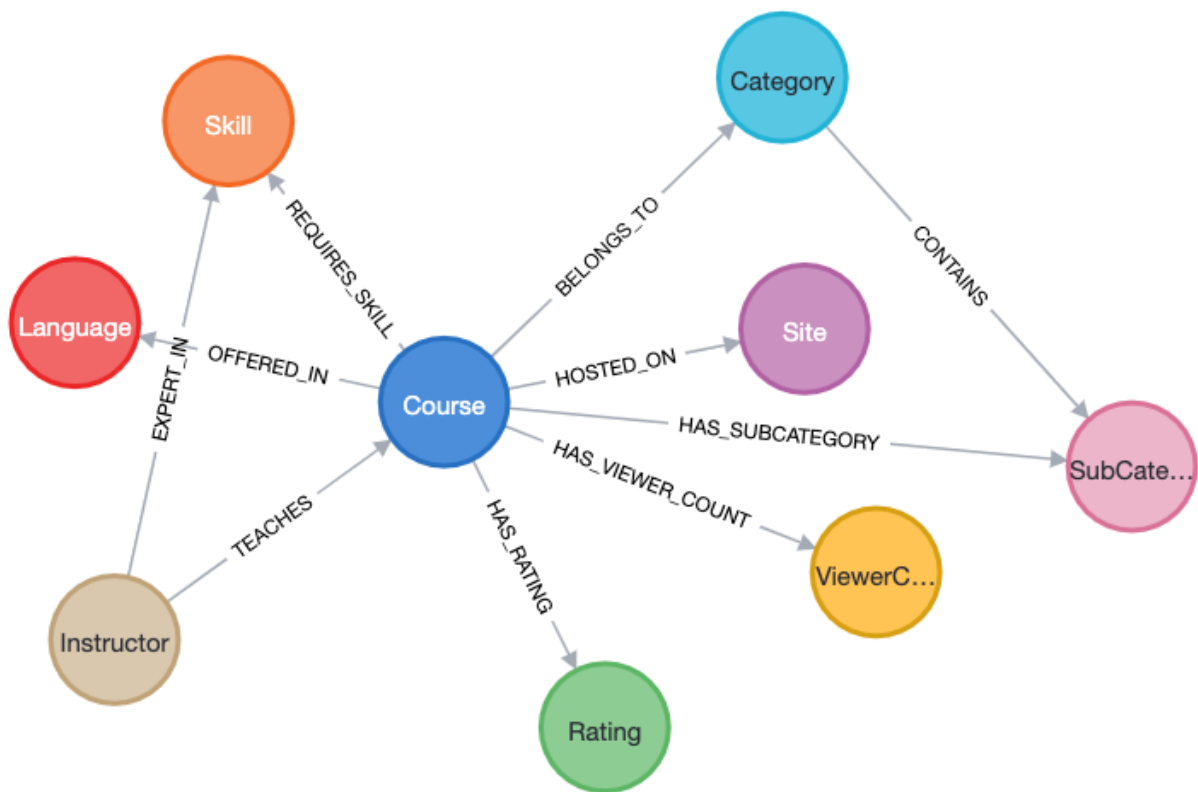 Category
Skill
REQUIRES_SKILL
BELONGS_TO
CONTAINS
Language
OFFERED_IN
EXPERT_IN
Course
HOSTED_ON
Site
HAS_SUBCATEGORY
SubCate...
HAS_VIEWER_COUNT
ViewerC...
TEACHES
HAS_RATING
Instructor
Rating